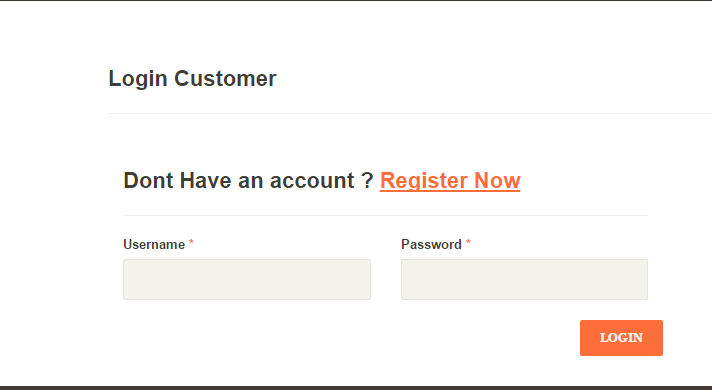 Login Customer
Dont Have an account ? Register Now
Username * Password *
LOGIN